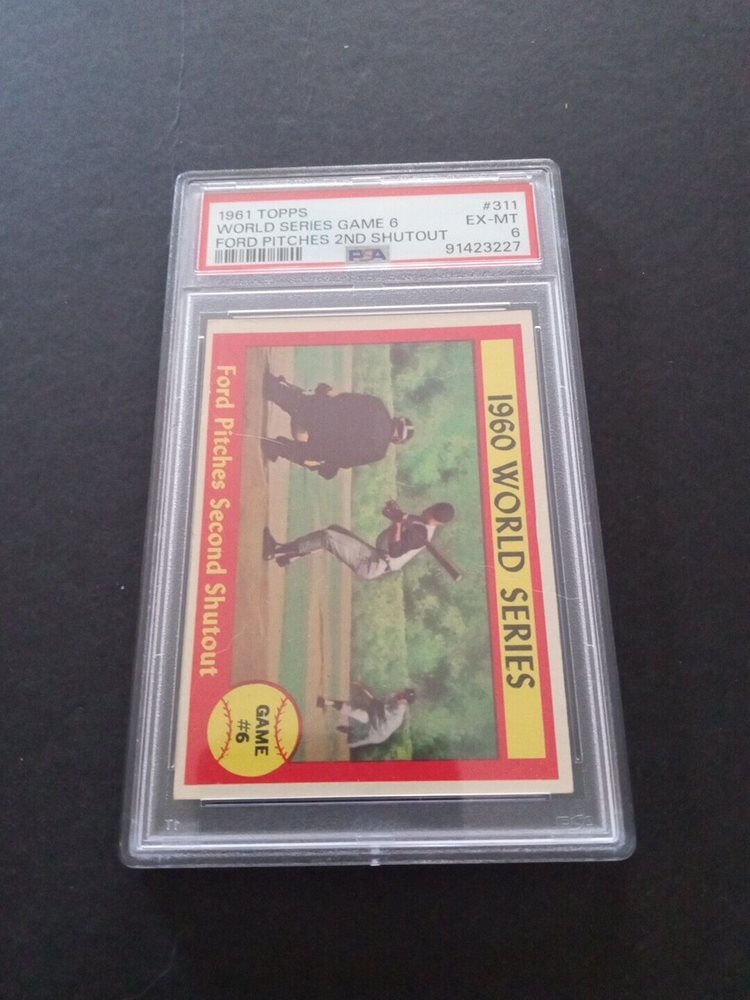 1961 TOPPS #311
WORLD SERIES GAME 6 EX-MT
FORD PITCHES 2ND SHUTOUT 6
PSA 91423227
1960 WORLD SERIES
GAME
#6
Ford Pitches Second Shutout